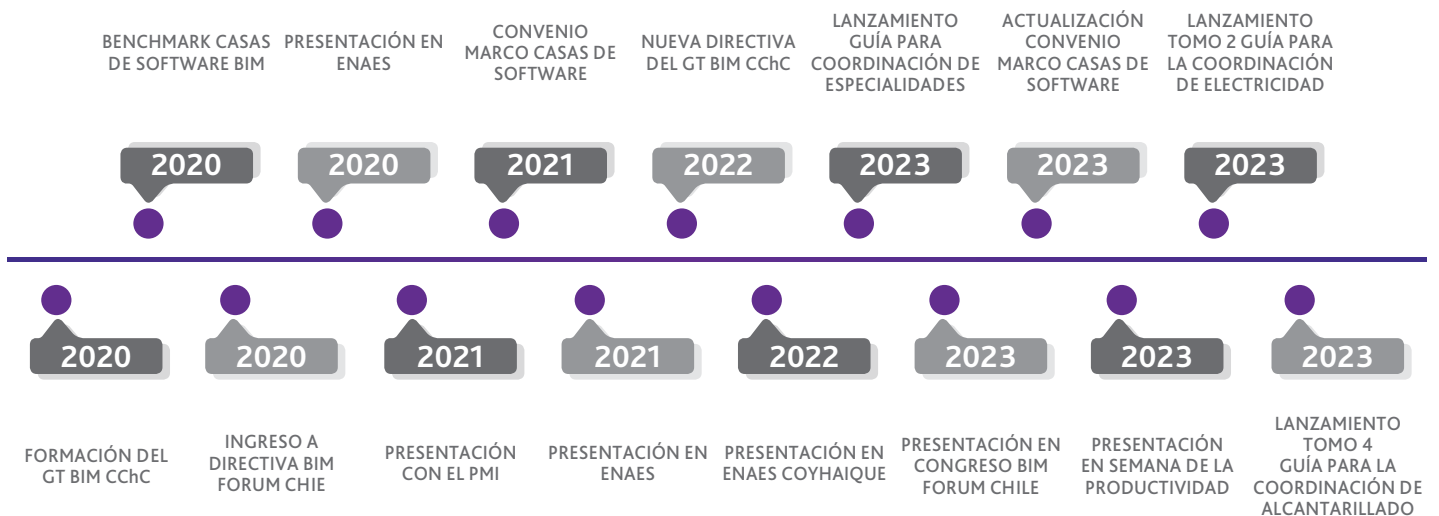 BENCHMARK CASAS
DE SOFTWARE BIM
PRESENTACIÓN EN
ENAES
CONVENIO
MARCO CASAS DE
SOFTWARE
NUEVA DIRECTIVA
DEL GT BIM CChC
LANZAMIENTO
GUÍA PARA
COORDINACIÓN DE
ESPECIALIDADES
ACTUALIZACIÓN
CONVENIO
MARCO CASAS DE
SOFTWARE
LANZAMIENTO
TOMO 2 GUÍA PARA
LA COORDINACIÓN
DE ELECTRICIDAD
2020
2020
2021
2022
2023
2023
2023
2020
2020
2021
2021
2022
2023
2023
2023
FORMACIÓN DEL
GT BIM CChC
INGRESO A
DIRECTIVA BIM
FORUM CHIE
PRESENTACIÓN
CON EL PMI
PRESENTACIÓN EN
ENAES
PRESENTACIÓN EN
ENAES COYHAIQUE
PRESENTACIÓN EN
CONGRESO BIM
FORUM CHILE
PRESENTACIÓN
EN SEMANA DE LA
PRODUCTIVIDAD
LANZAMIENTO
TOMO 4
GUÍA PARA LA
COORDINACIÓN DE
ALCANTARILLADO